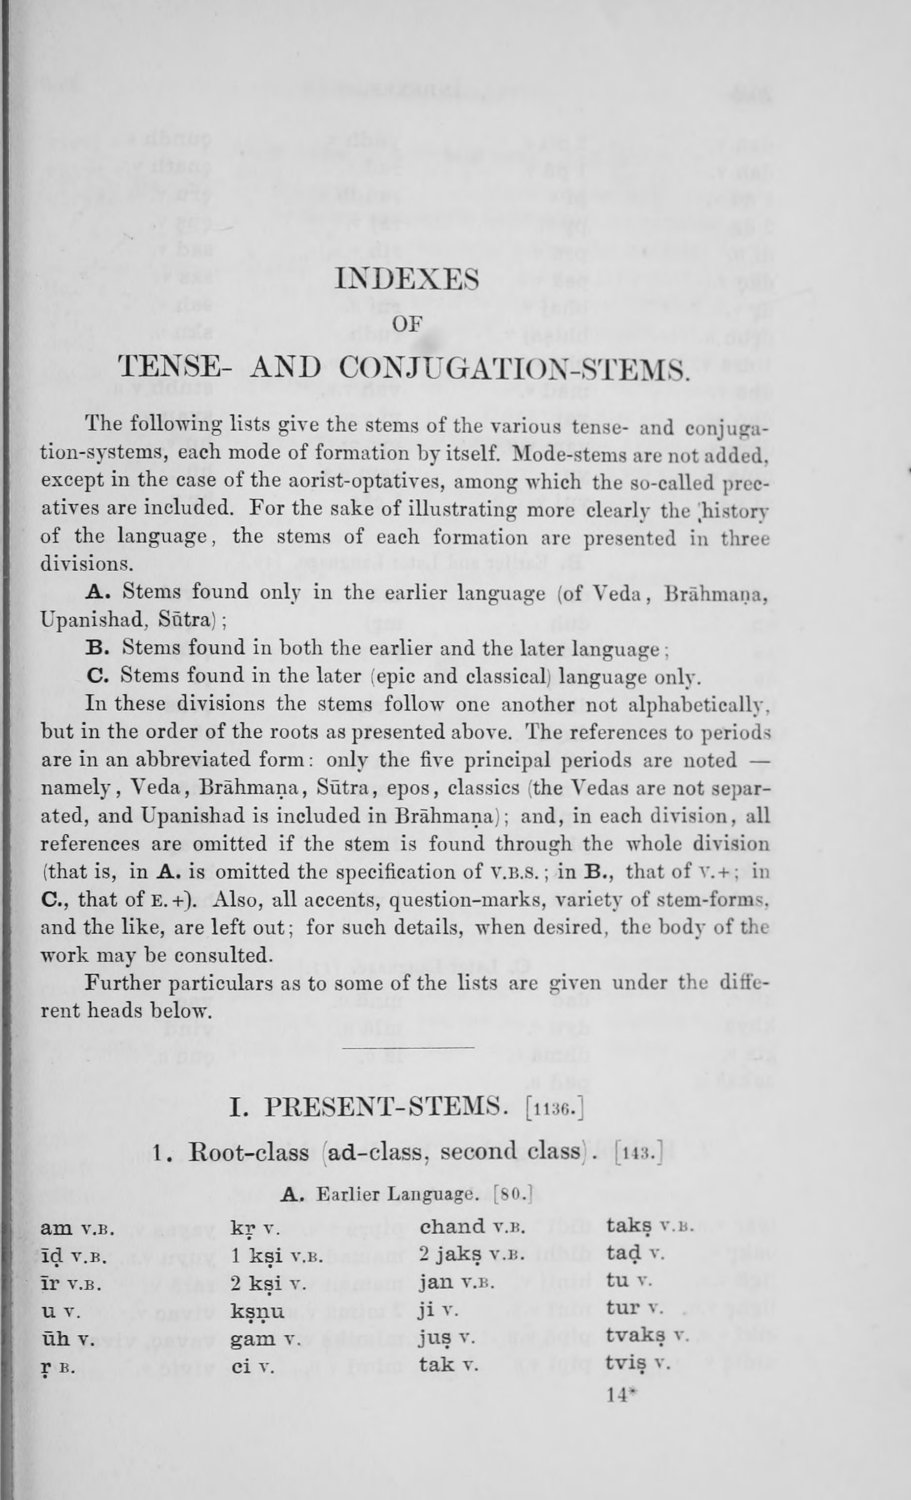 INDEXES
OF
TENSE- AND CONJUGATION-STEMS.
The following lists give the stems of the various tense- and conjuga-
tion-systems, each mode of formation by itself. Mode-stems are not added,
except in the case of the aorist-optatives, among which the so-called prec-
atives are included. For the sake of illustrating more clearly the history
of the language, the stems of each formation are presented in three
divisions.
A. Stems found only in the earlier language (of Veda, Brāhmaṇa,
Upanishad, Sūtra);
B. Stems found in both the earlier and the later language;
C. Stems found in the later (epic and classical) language only.
In these divisions the stems follow one another not alphabetically,
but in the order of the roots as presented above. The references to periods
are in an abbreviated form: only the five principal periods are noted —
namely, Veda, Brāhmaṇa, Sūtra, epos, classics (the Vedas are not separ-
ated, and Upanishad is included in Brāhmaṇa); and, in each division, all
references are omitted if the stem is found through the whole division
(that is, in A. is omitted the specification of V.B.S.; in B., that of V.+; in
C., that of E.+). Also, all accents, question-marks, variety of stem-forms,
and the like, are left out; for such details, when desired, the body of the
work may be consulted.
Further particulars as to some of the lists are given under the diffe-
rent heads below.
I. PRESENT-STEMS. [1136.]
1. Root-class (ad-class, second class). [143.]
A. Earlier Language. [80.]
am V.B.
īḍ V.B.
īr V.B.
u V.
ūh V.
ṛ B.
kṛ V.
1 kṣi V.B.
2 kṣi V.
kṣṇu
gam V.
ci V.
chand V.B.
2 jakṣ V.B.
jan V.B.
ji V.
juṣ V.
tak V.
takṣ V.B.
taḍ V.
tu V.
tur V.
tvakṣ V.
tviṣ V.
14*